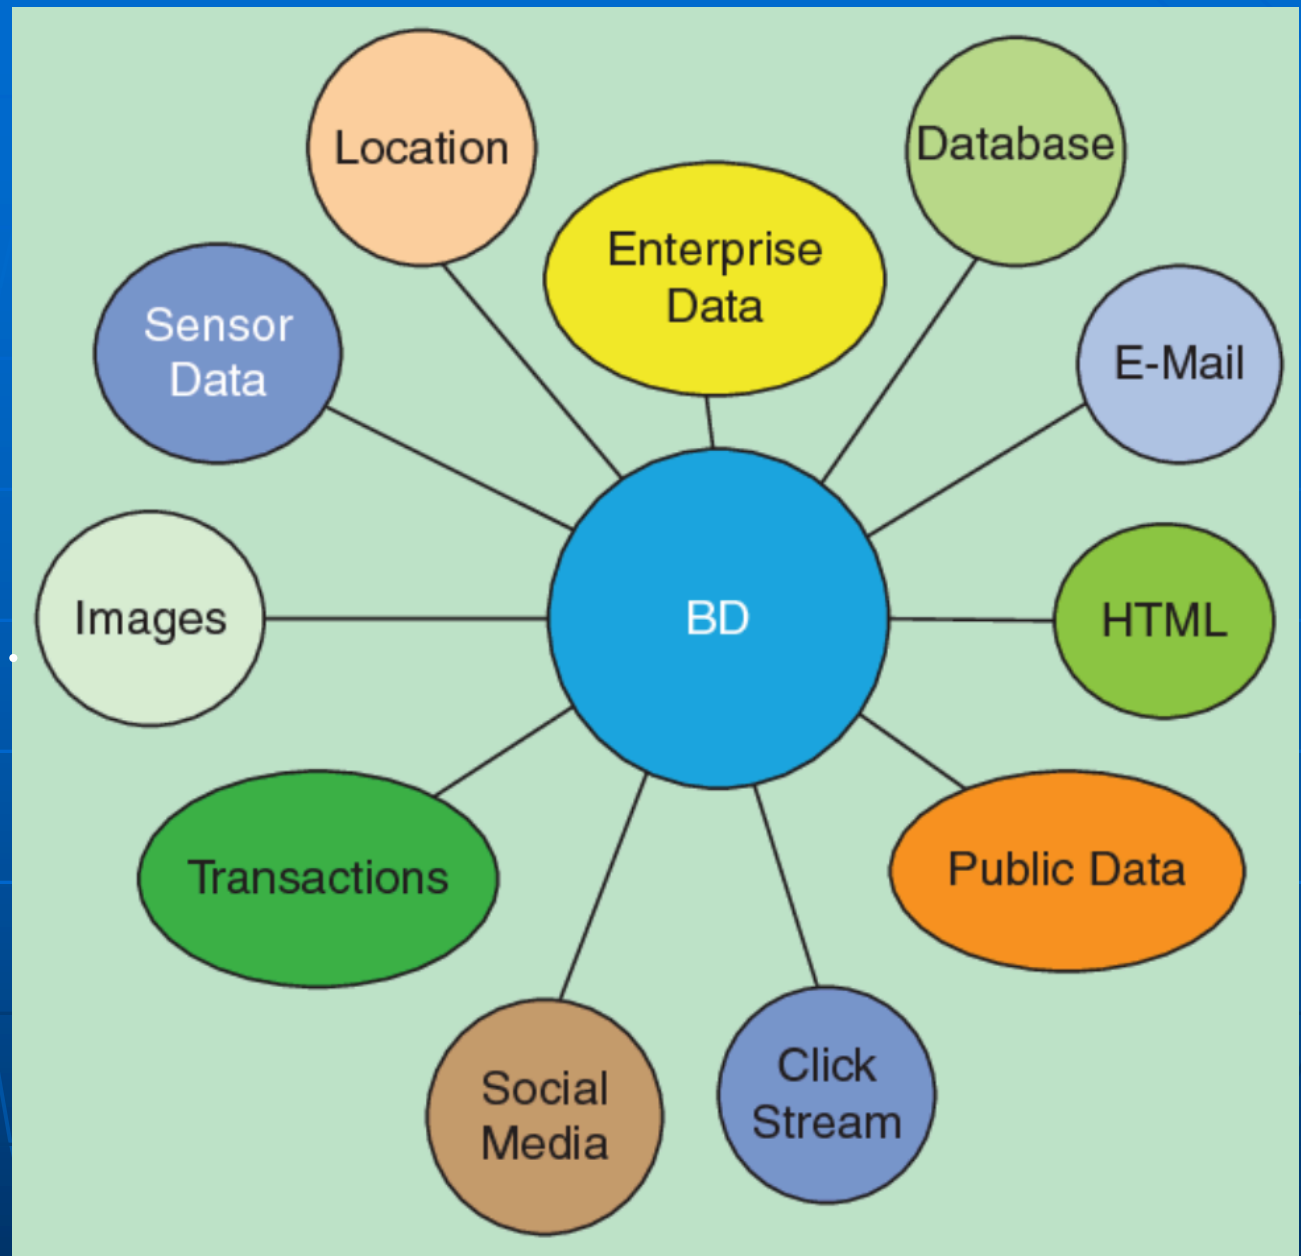 Location
Database
Enterprise
Data
Sensor
Data
E-Mail
Images
BD
HTML
Transactions
Public Data
Social
Media
Click
Stream